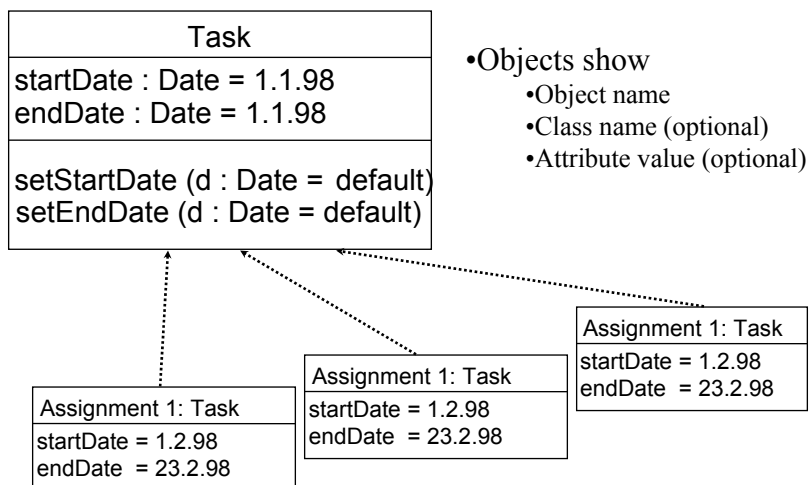 Task
startDate : Date = 1.1.98
endDate : Date = 1.1.98
setStartDate (d : Date = default)
setEndDate (d : Date = default)
•Objects show
•Object name
•Class name (optional)
•Attribute value (optional)
Assignment 1: Task
startDate = 1.2.98
endDate = 23.2.98
Assignment 1: Task
startDate = 1.2.98
endDate = 23.2.98
Assignment 1: Task
startDate = 1.2.98
endDate = 23.2.98